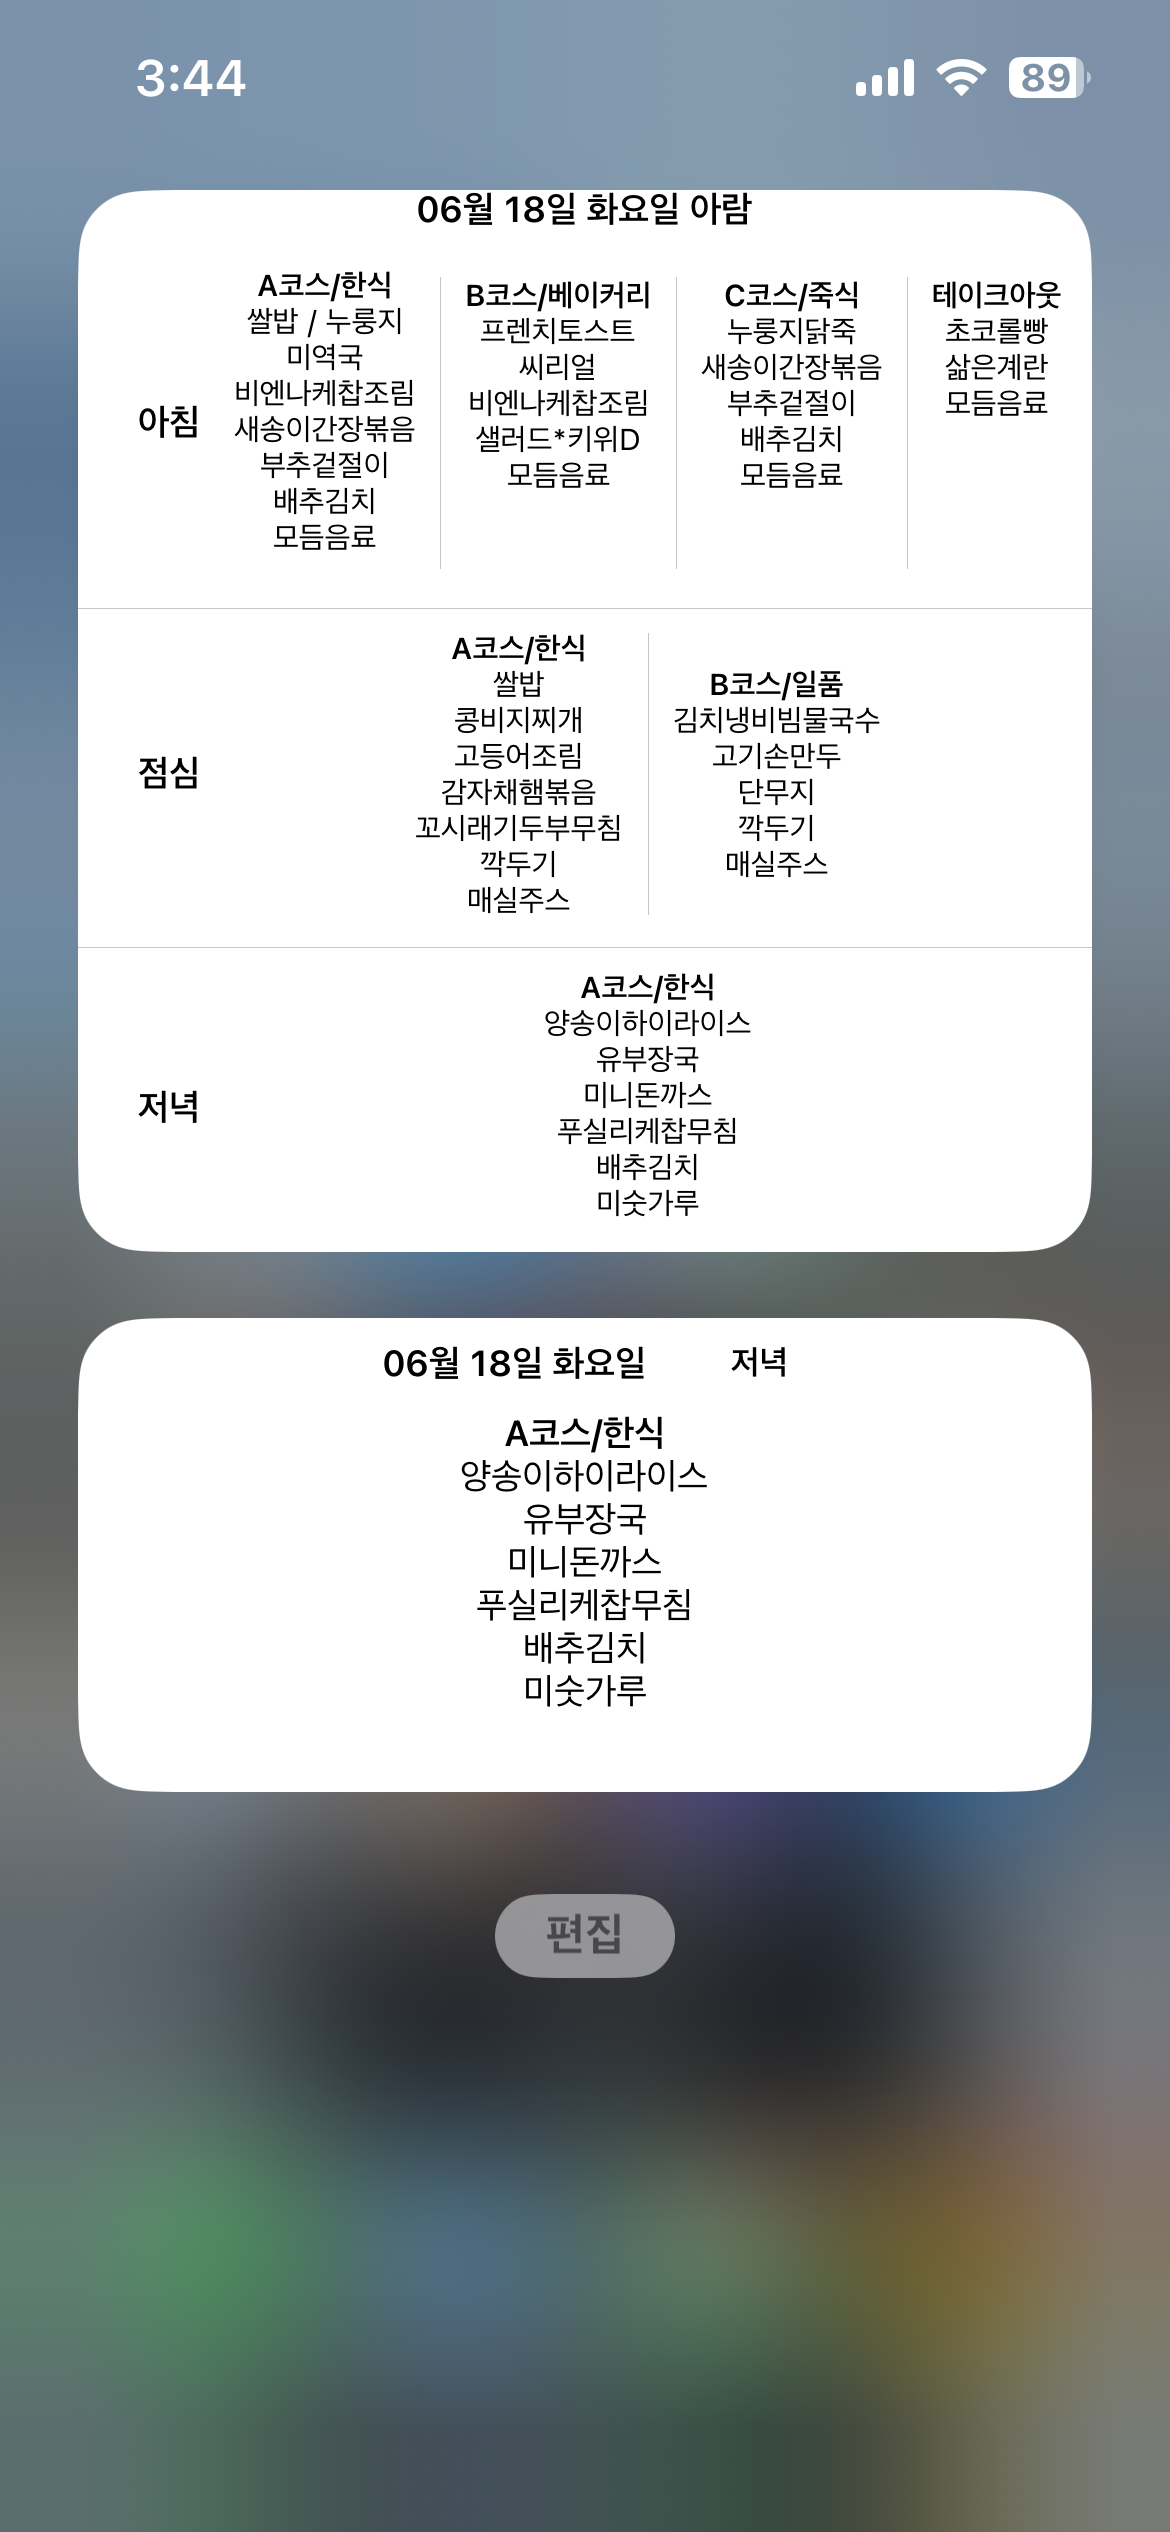 3:44
89
06월 18일 화요일 아람
아침
A코스/한식
쌀밥 / 누룽지
미역국
비엔나케찹조림
새송이간장볶음
부추겉절이
배추김치
모듬음료
B코스/베이커리
프렌치토스트
씨리얼
비엔나케찹조림
샐러드*키위D
모듬음료
C코스/죽식
누룽지닭죽
새송이간장볶음
부추겉절이
배추김치
모듬음료
테이크아웃
초코롤빵
삶은계란
모듬음료
점심
A코스/한식
쌀밥
콩비지찌개
고등어조림
감자채햄볶음
꼬시래기두부무침
깍두기
매실주스
B코스/일품
김치냉비빔물국수
고기손만두
단무지
깍두기
매실주스
저녁
A코스/한식
양송이하이라이스
유부장국
미니돈까스
푸실리케찹무침
배추김치
미숫가루
06월 18일 화요일 저녁
A코스/한식
양송이하이라이스
유부장국
미니돈까스
푸실리케찹무침
배추김치
미숫가루
편집